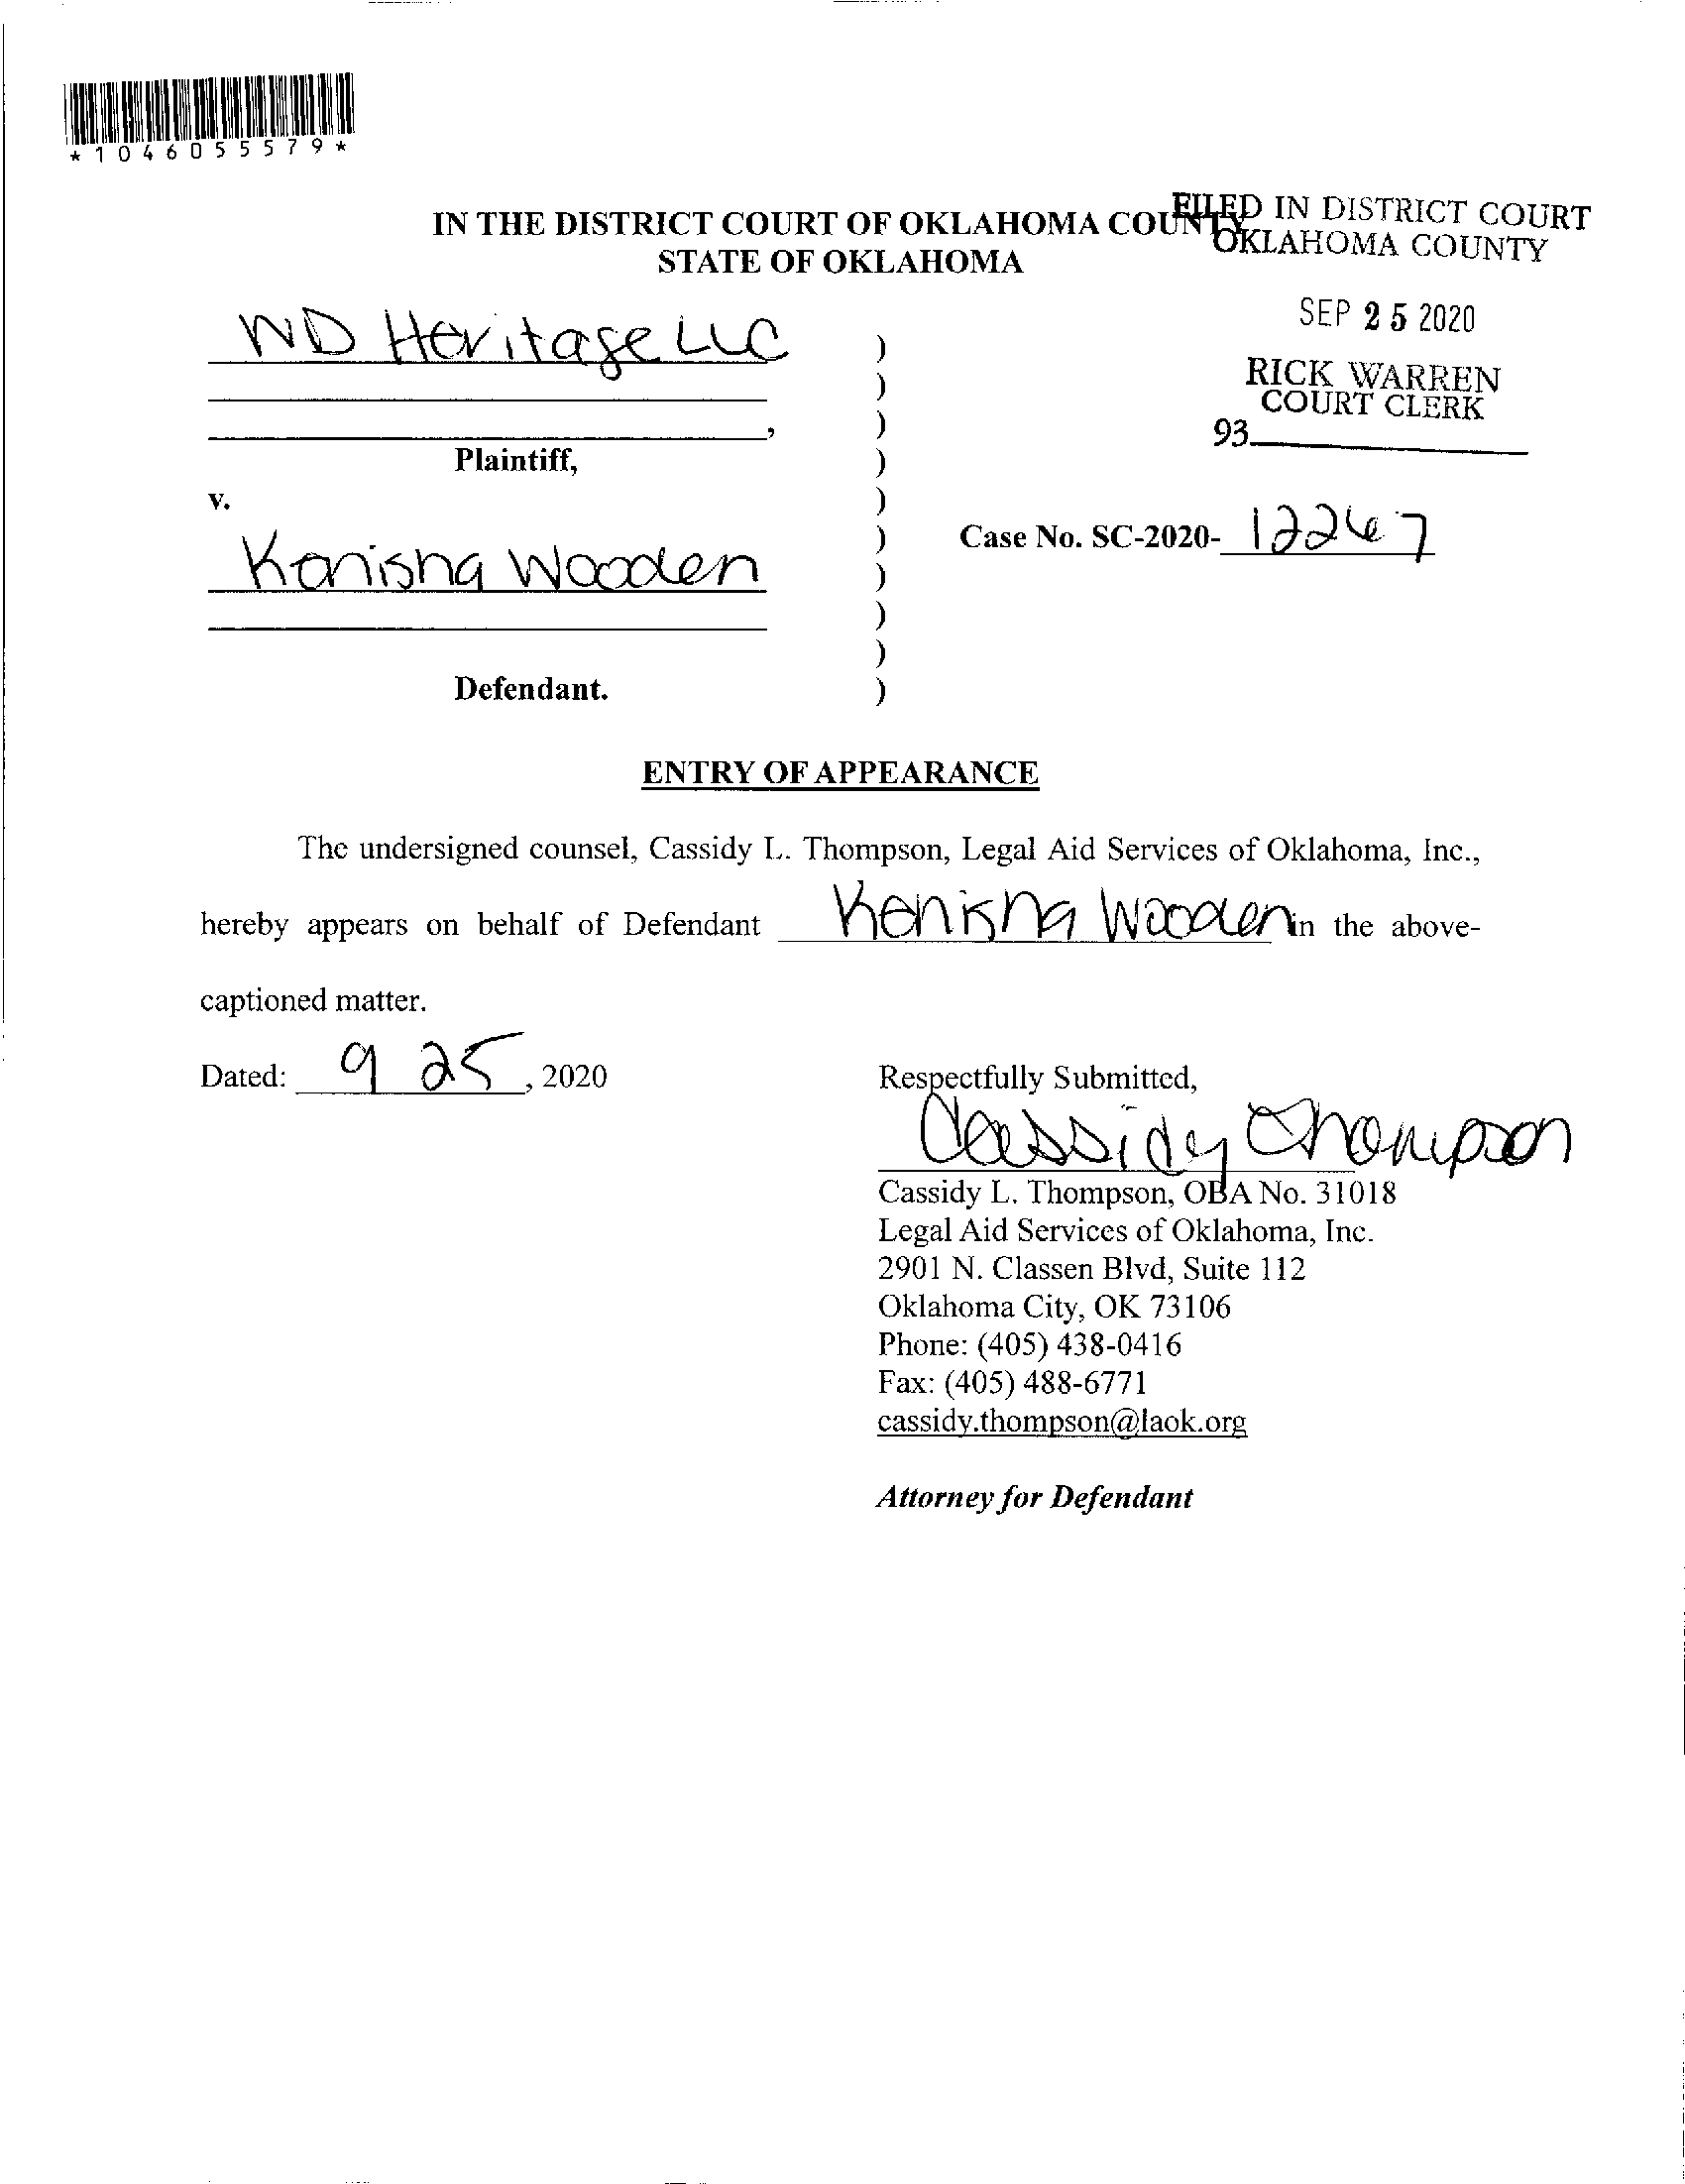 *1046055579*
IN THE DISTRICT COURT OF OKLAHOMA COUNTY
STATE OF OKLAHOMA
FILED IN DISTRICT COURT
OKLAHOMA COUNTY
SEP 25 2020
RICK WARREN
COURT CLERK
93
WD Heritage LLC )
)
, )
Plaintiff, )
v. )
Case No. SC-2020- 12267
Kenisha Wooden )
)
Defendant. )
ENTRY OF APPEARANCE
The undersigned counsel, Cassidy L. Thompson, Legal Aid Services of Oklahoma, Inc.,
hereby appears on behalf of Defendant Kenisha Wooden in the above-
captioned matter.
Dated: 9 25, 2020
Respectfully Submitted,
Cassidy Thompson
Cassidy L. Thompson, OBA No. 31018
Legal Aid Services of Oklahoma, Inc.
2901 N. Classen Blvd, Suite 112
Oklahoma City, OK 73106
Phone: (405) 438-0416
Fax: (405) 488-6771
cassidy.thompson@laok.org
Attorney for Defendant